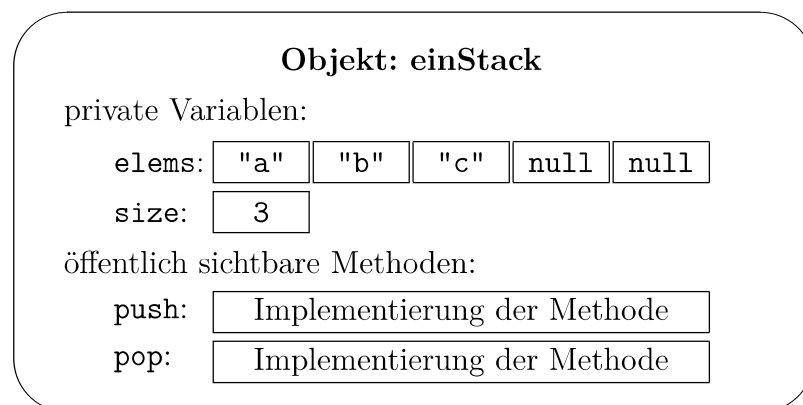 Objekt: einStack
private Variablen:
elems: "a" "b" "c" null null
size: 3
öffentlich sichtbare Methoden:
push: Implementierung der Methode
pop: Implementierung der Methode